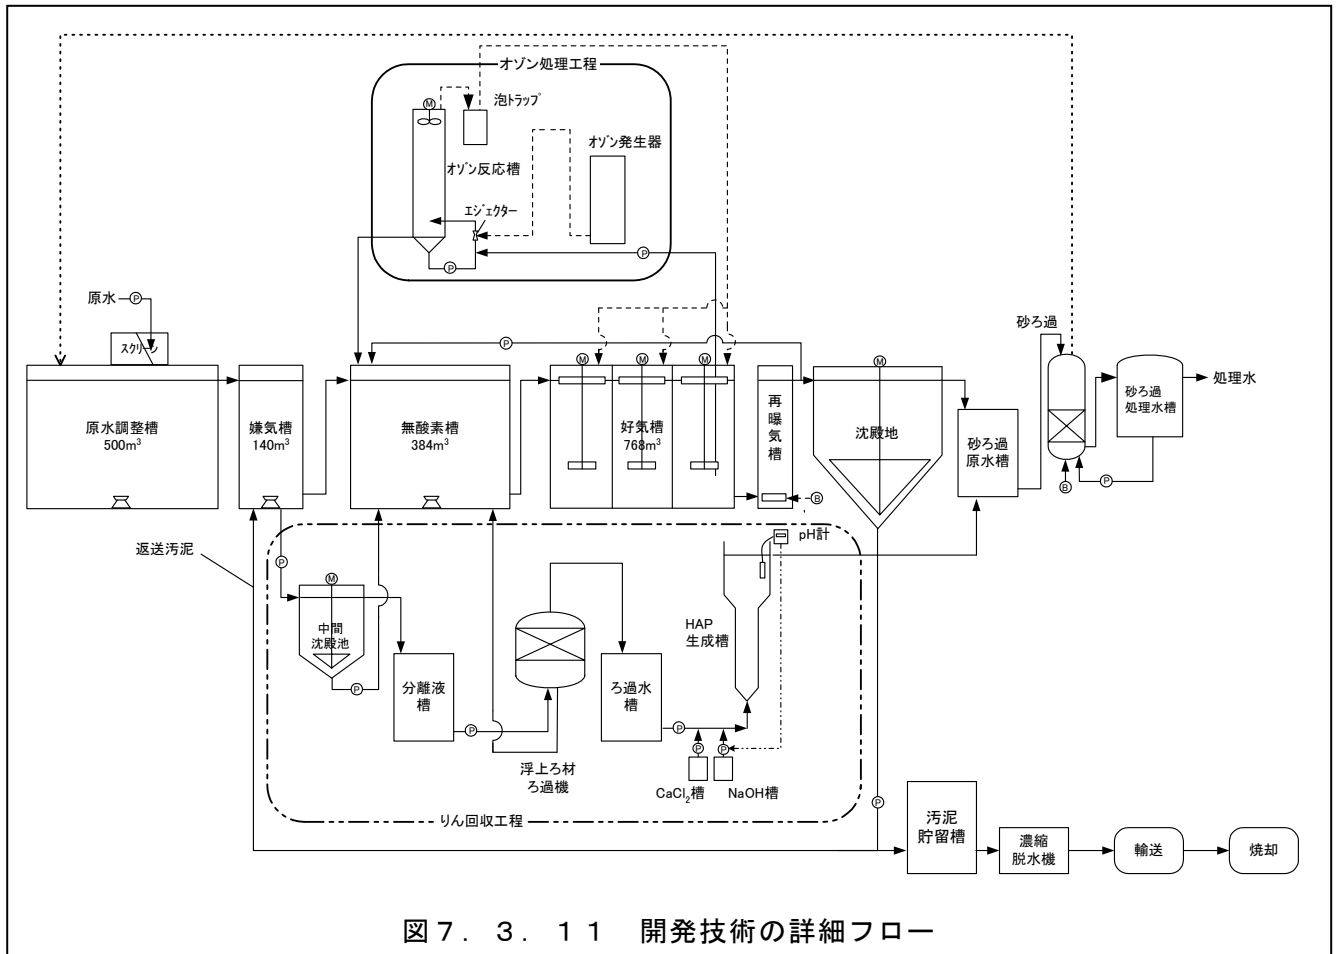 オゾン処理工程
M
泡トラップ
オゾン発生器
オゾン反応槽
エジェクター
P
P
原水
P
スクリーン
P
砂ろ過
M
M
M
M
処理水
砂ろ過
処理水槽
原水調整槽
500m³
嫌気槽
140m³
無酸素槽
384m³
好気槽
768m³
再
曝
気
槽
沈殿地
砂ろ過
原水槽
B
B
P
返送汚泥
pH計
P
M
中間
沈殿池
P
HAP
生成槽
分離液
槽
P
ろ過水
槽
P
P
P
浮上ろ材
ろ過機
CaCl₂槽
NaOH槽
りん回収工程
P
汚泥
貯留槽
濃縮
脱水機
輸送
焼却
図7.3.11 開発技術の詳細フロー